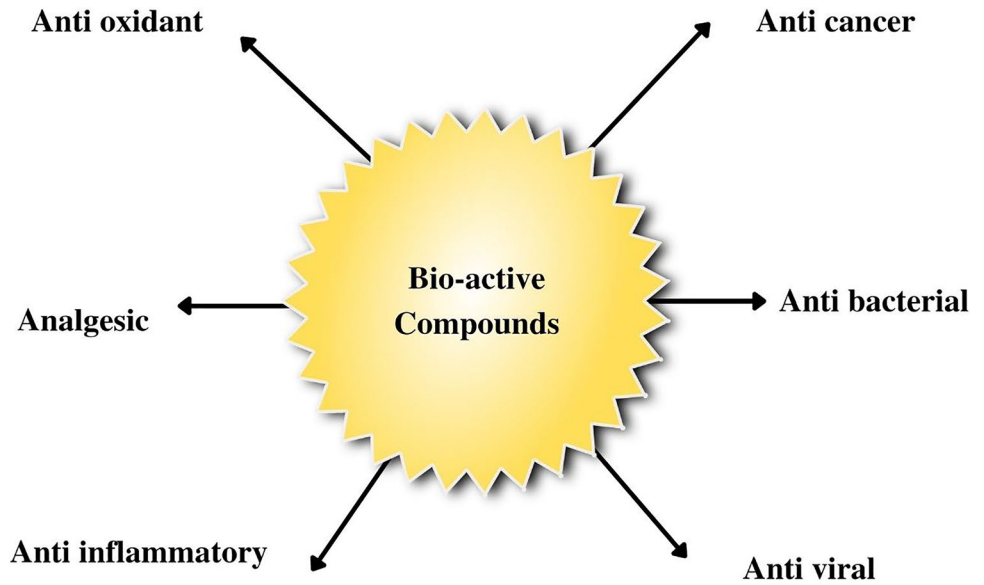 Anti oxidant
Anti cancer
Bio-active
Compounds
Analgesic
Anti bacterial
Anti inflammatory
Anti viral